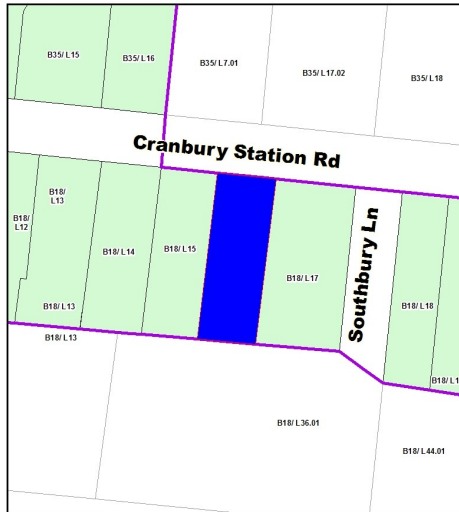 B35/ L15
B35/ L16
B35/ L7.01
B35/ L17.02
B35/ L18
Cranbury Station Rd
B18/
L12
B18/
L13
B18/ L14
B18/ L15
B18/ L17
Southbury Ln
B18/ L18
B18/ L13
B18/ L13
B18/ L1
B18/ L36.01
B18/ L44.01